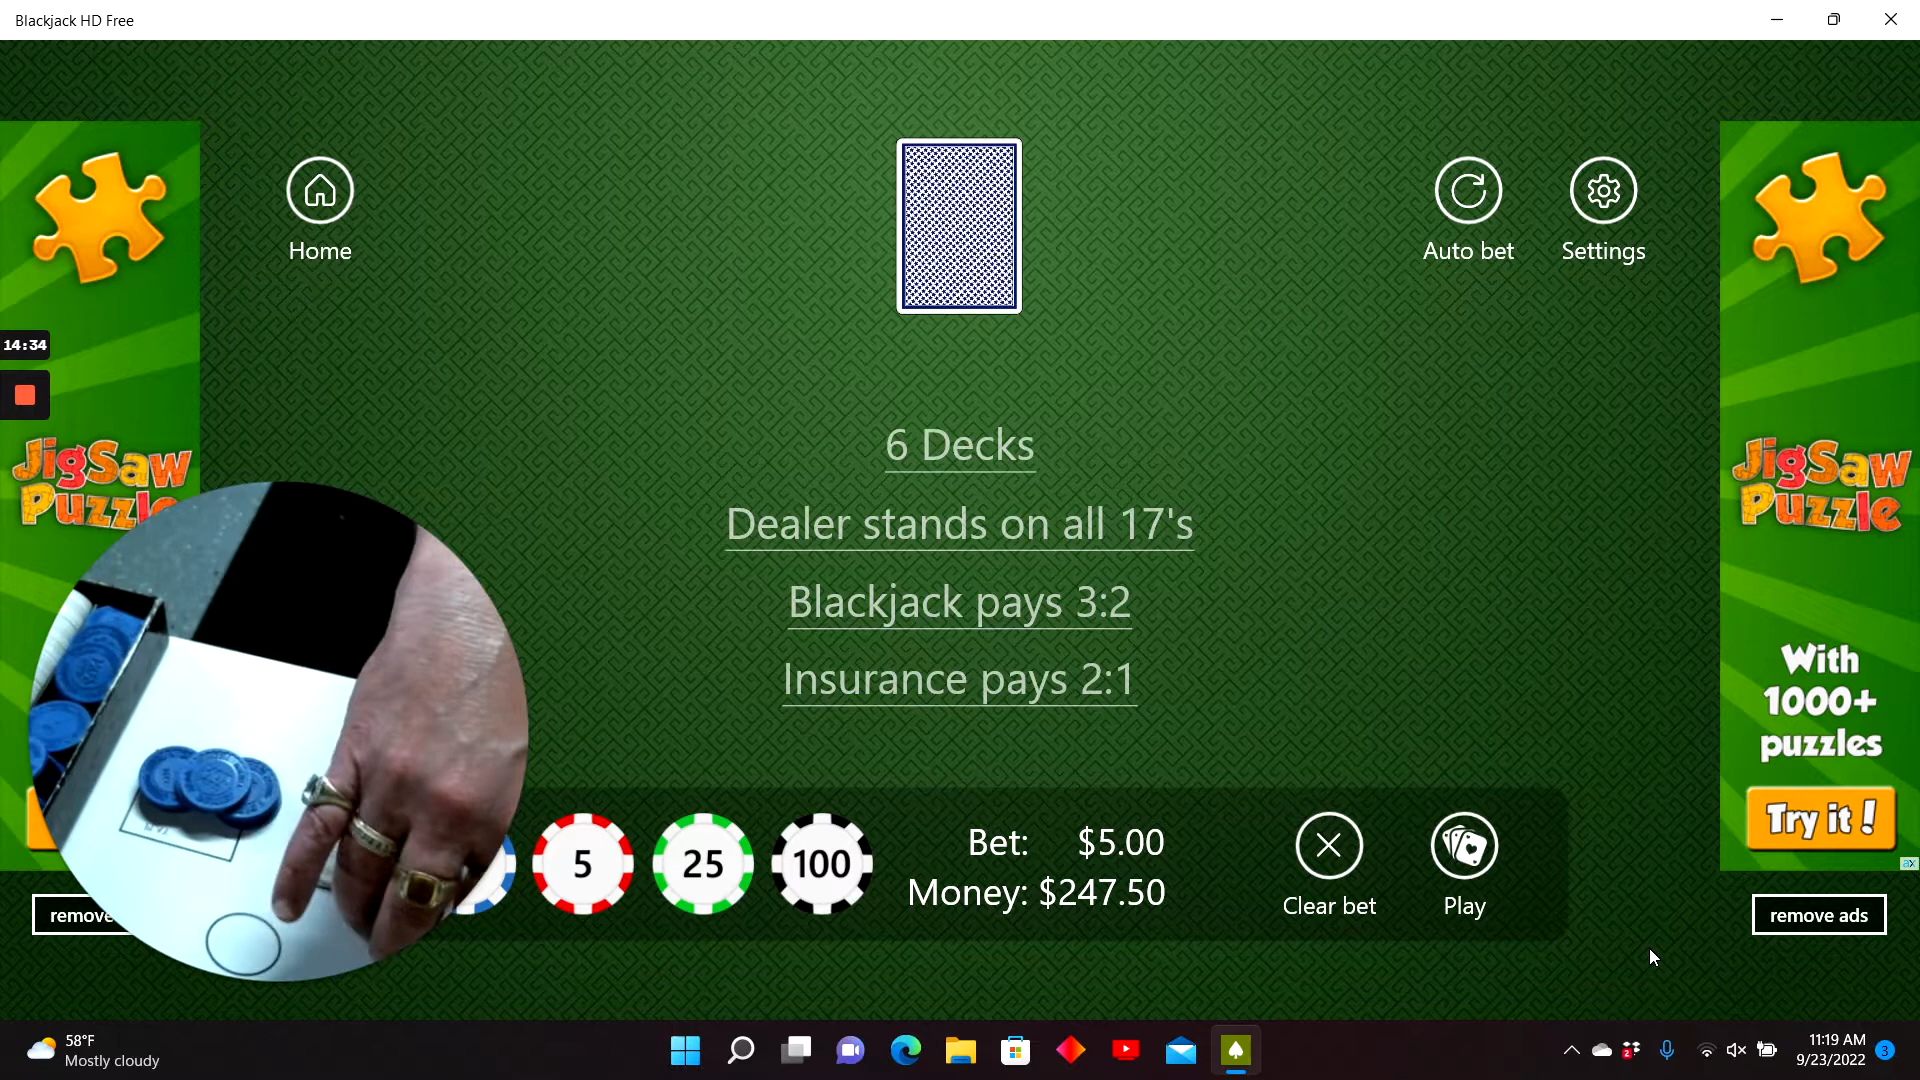 Blackjack HD Free
Home
Auto bet
Settings
14:34
6 Decks
Dealer stands on all 17's
Blackjack pays 3:2
Insurance pays 2:1
JigSaw
Puzzle
JigSaw
Puzzle
With
1000+
puzzles
Try it!
5
25
100
Bet: $5.00
Money: $247.50
Clear bet
Play
remove
remove ads
58°F
Mostly cloudy
2
11:19 AM
9/23/2022
3